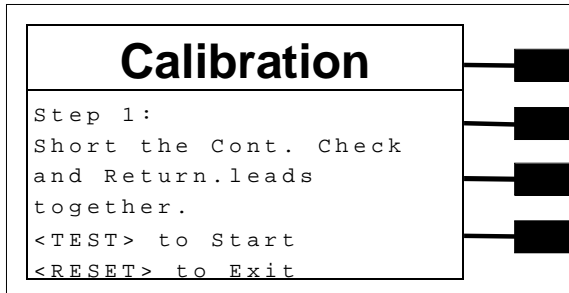 Calibration
Step 1:
Short the Cont. Check
and Return.leads
together.
<TEST> to Start
<RESET> to Exit